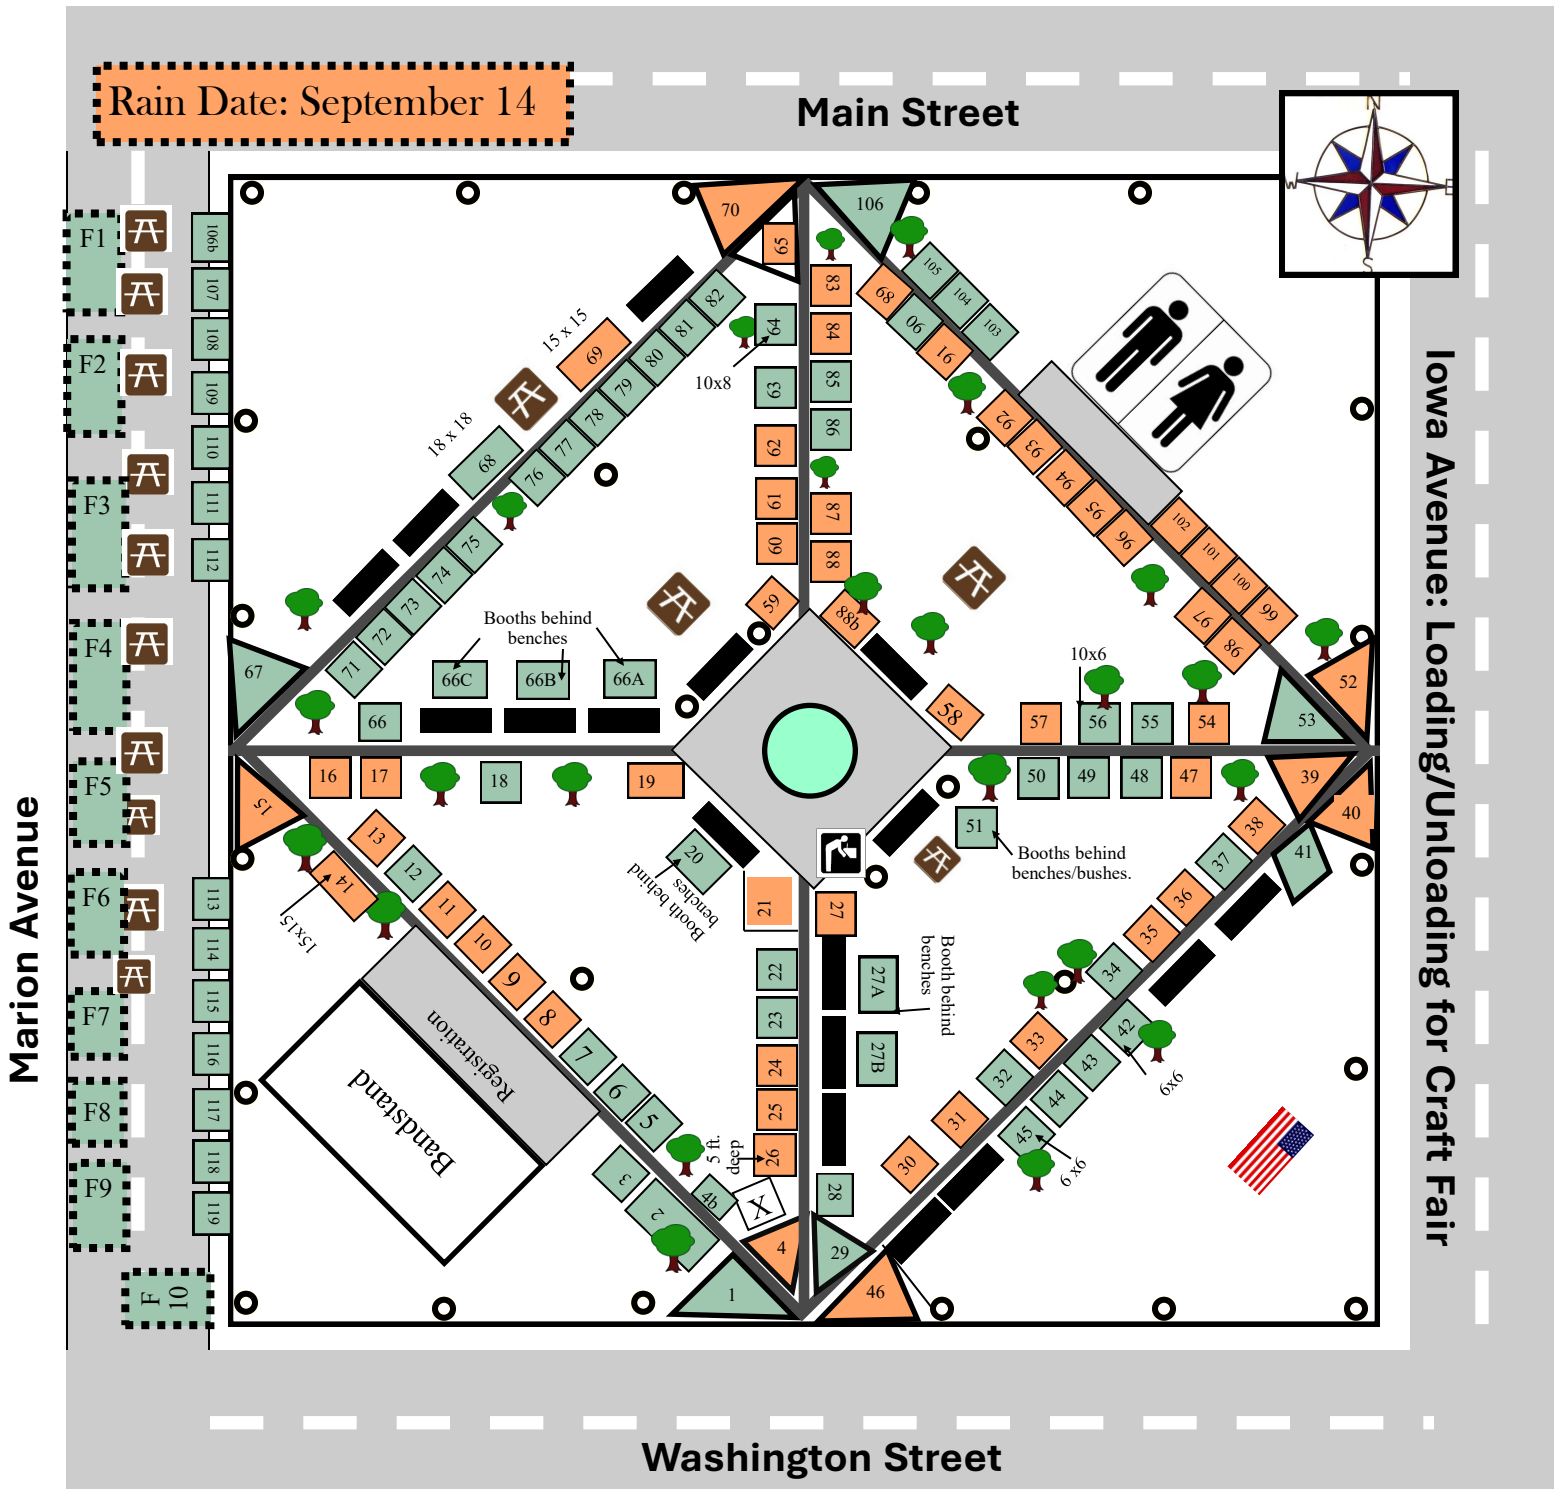 Rain Date: September 14
Main Street
N
W
E
S
F1
F2
F3
F4
F5
F6
F7
F8
F9
F
10
106b
107
108
109
110
111
112
113
114
115
116
117
118
119
70
65
106
105
104
103
89
90
91
83
84
85
86
87
88
88b
82
81
80
79
78
77
76
75
74
73
72
71
15 x 15
69
18 x 18
68
64
10x8
63
62
61
60
59
92
93
94
95
96
97
98
102
101
100
99
52
53
67
Booths behind
benches
66C
66B
66A
66
58
57
10x6
56
55
54
16
17
18
19
50
49
48
47
39
40
41
15
13
14
15x15
12
11
10
9
8
7
6
5
20
Booth behind
benches
21
22
23
24
25
26
5 ft.
deep
27
27A
27B
Booth behind
benches
28
51
Booths behind
benches/bushes.
38
37
36
35
34
33
32
31
30
42
43
44
45
6x6
6 x6
Registration
Bandstand
3
2
4b
X
4
1
29
46
Marion Avenue
Iowa Avenue: Loading/Unloading for Craft Fair
Washington Street